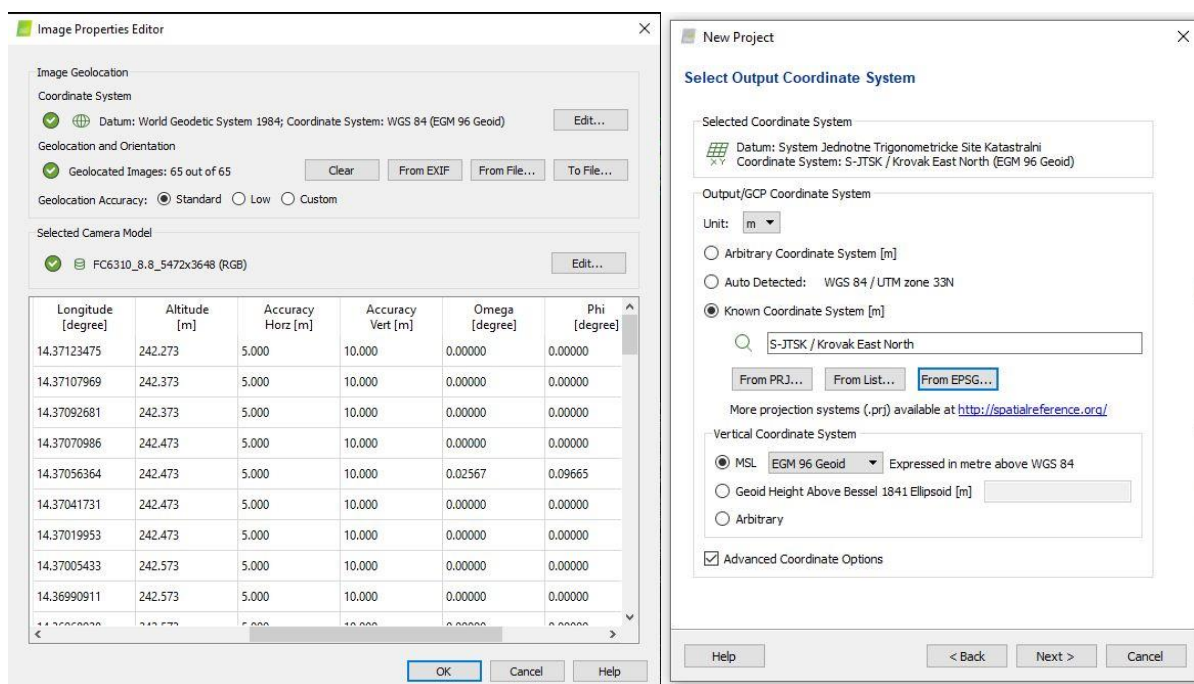 Image Properties Editor
Image Geolocation
Coordinate System
Datum: World Geodetic System 1984; Coordinate System: WGS 84 (EGM 96 Geoid)
Edit...
Geolocation and Orientation
Geolocated Images: 65 out of 65
Clear
From EXIF
From File...
To File...
Geolocation Accuracy: Standard Low Custom
Selected Camera Model
FC6310_8.8_5472x3648 (RGB)
Edit...
Longitude [degree] Altitude [m] Accuracy Horz [m] Accuracy Vert [m] Omega [degree] Phi [degree]
14.37123475 242.273 5.000 10.000 0.00000 0.00000
14.37107969 242.373 5.000 10.000 0.00000 0.00000
14.37092681 242.373 5.000 10.000 0.00000 0.00000
14.37070986 242.473 5.000 10.000 0.00000 0.00000
14.37056364 242.473 5.000 10.000 0.02567 0.09665
14.37041731 242.473 5.000 10.000 0.00000 0.00000
14.37019953 242.473 5.000 10.000 0.00000 0.00000
14.37005433 242.573 5.000 10.000 0.00000 0.00000
14.36990911 242.573 5.000 10.000 0.00000 0.00000
OK
Cancel
Help
New Project
Select Output Coordinate System
Selected Coordinate System
Datum: System Jednotne Trigonometricke Site Katastralni
Coordinate System: S-JTSK / Krovak East North (EGM 96 Geoid)
X Y
Output/GCP Coordinate System
Unit: m
Arbitrary Coordinate System [m]
Auto Detected: WGS 84 / UTM zone 33N
Known Coordinate System [m]
S-JTSK / Krovak East North
From PRJ...
From List...
From EPSG...
More projection systems (.prj) available at http://spatialreference.org/
Vertical Coordinate System
MSL EGM 96 Geoid Expressed in metre above WGS 84
Geoid Height Above Bessel 1841 Ellipsoid [m]
Arbitrary
Advanced Coordinate Options
Help
< Back
Next >
Cancel